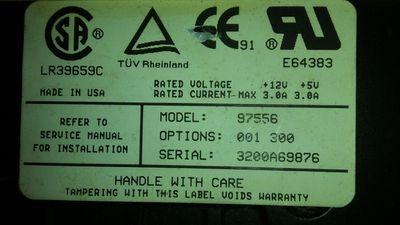 SA ®
TÜV Rheinland
CE 91
RU
LR39659C
E64383
MADE IN USA
RATED VOLTAGE +12V +5V
RATED CURRENT MAX 3.0A 3.0A
REFER TO
SERVICE MANUAL
FOR INSTALLATION
MODEL: 97556
OPTIONS: 001 300
SERIAL: 3200A69876
HANDLE WITH CARE
TAMPERING WITH THIS LABEL VOIDS WARRANTY